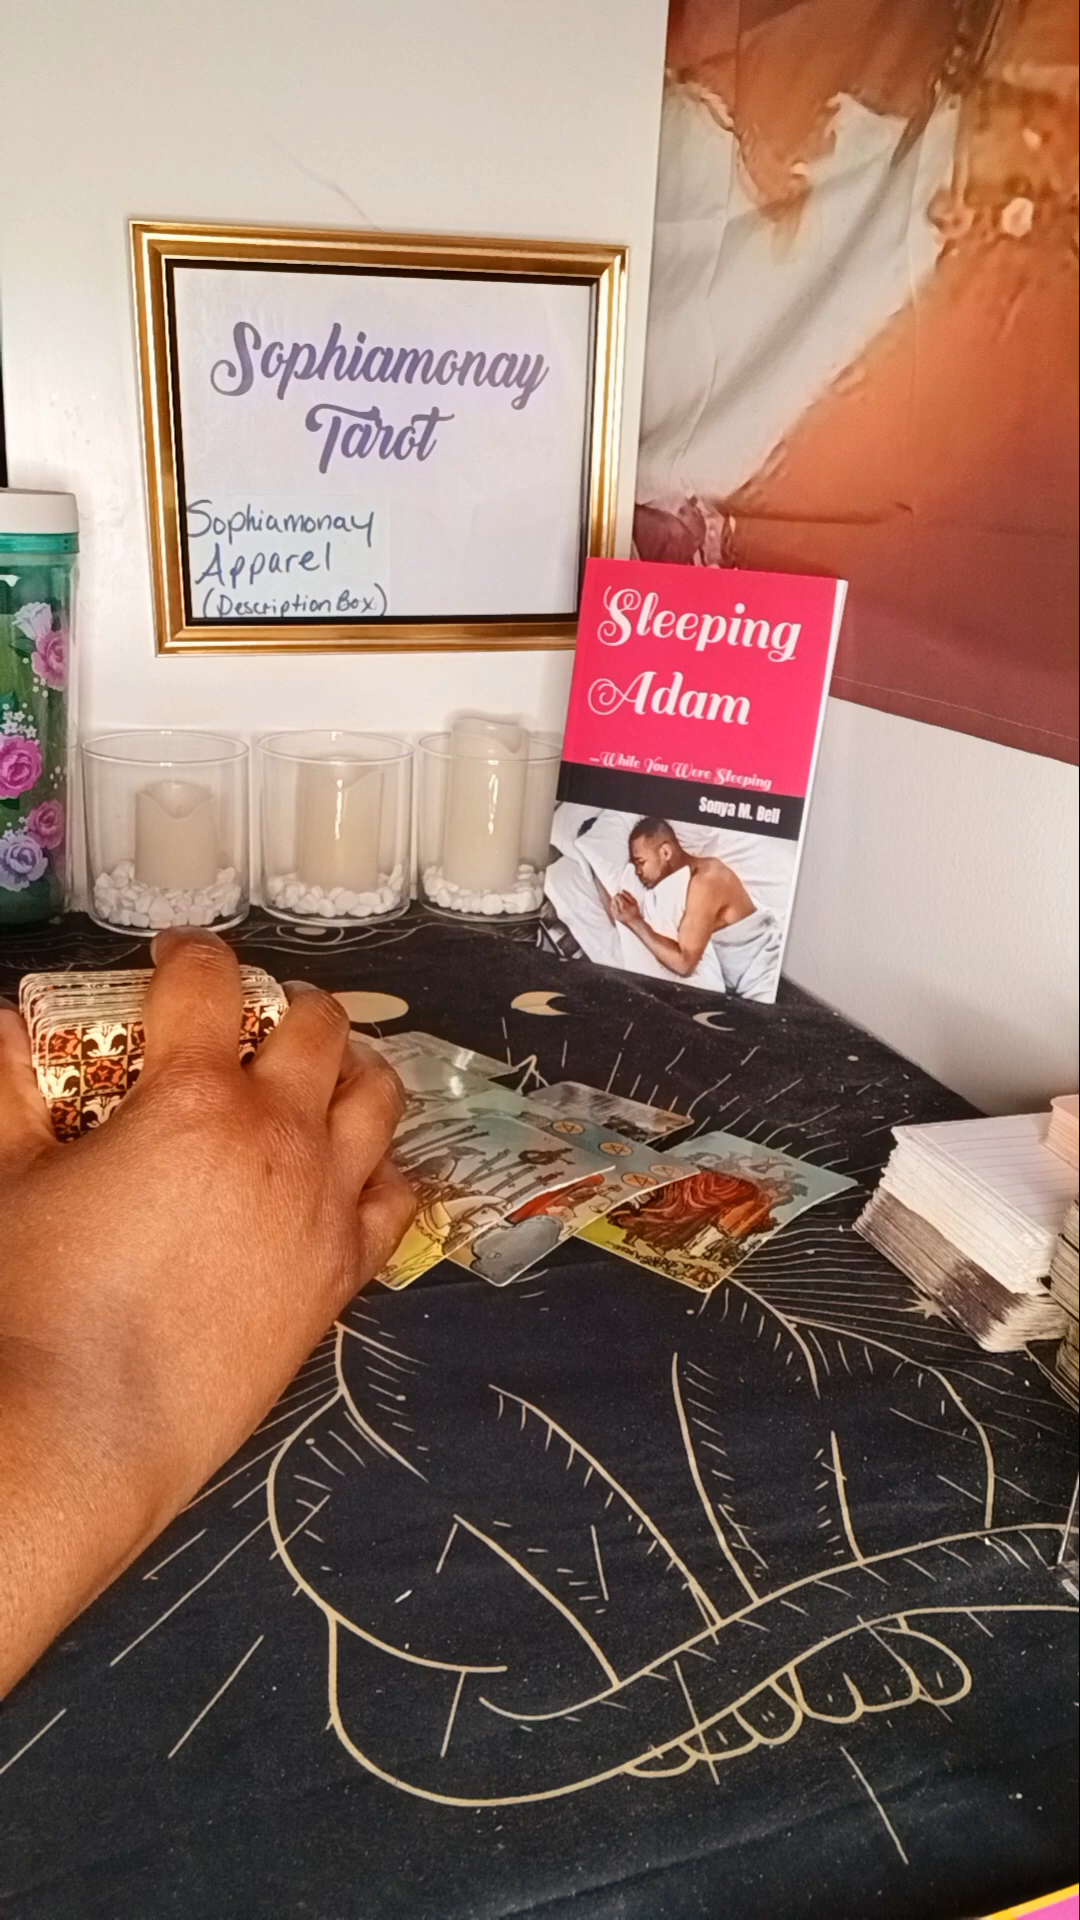 Sophiamonay
Tarot
Sophiamonay
Apparel
(Description Box)
Sleeping
Adam
...While You Were Sleeping
Sonya M. Bell